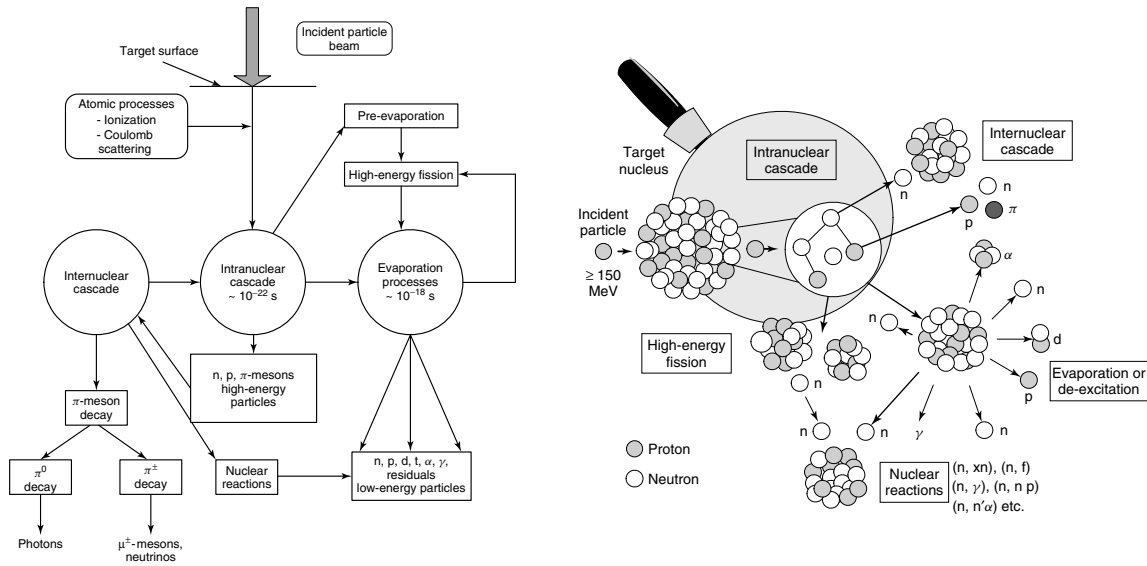 Incident particle
beam
Target surface
Atomic processes
- Ionization
- Coulomb
scattering
Pre-evaporation
High-energy fission
Internuclear
cascade
Intranuclear
cascade
~ 10⁻²² s
Evaporation
processes
~ 10⁻¹⁸ s
n, p, π-mesons
high-energy
particles
π-meson
decay
π⁰
decay
π±
decay
Nuclear
reactions
n, p, d, t, α, γ,
residuals
low-energy particles
Photons
μ±-mesons,
neutrinos
Target
nucleus
Intranuclear
cascade
Internuclear
cascade
n
n
p
π
Incident
particle
≥ 150
MeV
α
n
n
d
p
High-energy
fission
Evaporation or
de-excitation
n
n
n
γ
n
Proton
Neutron
Nuclear
reactions
(n, xn), (n, f)
(n, γ), (n, n p)
(n, n′α) etc.